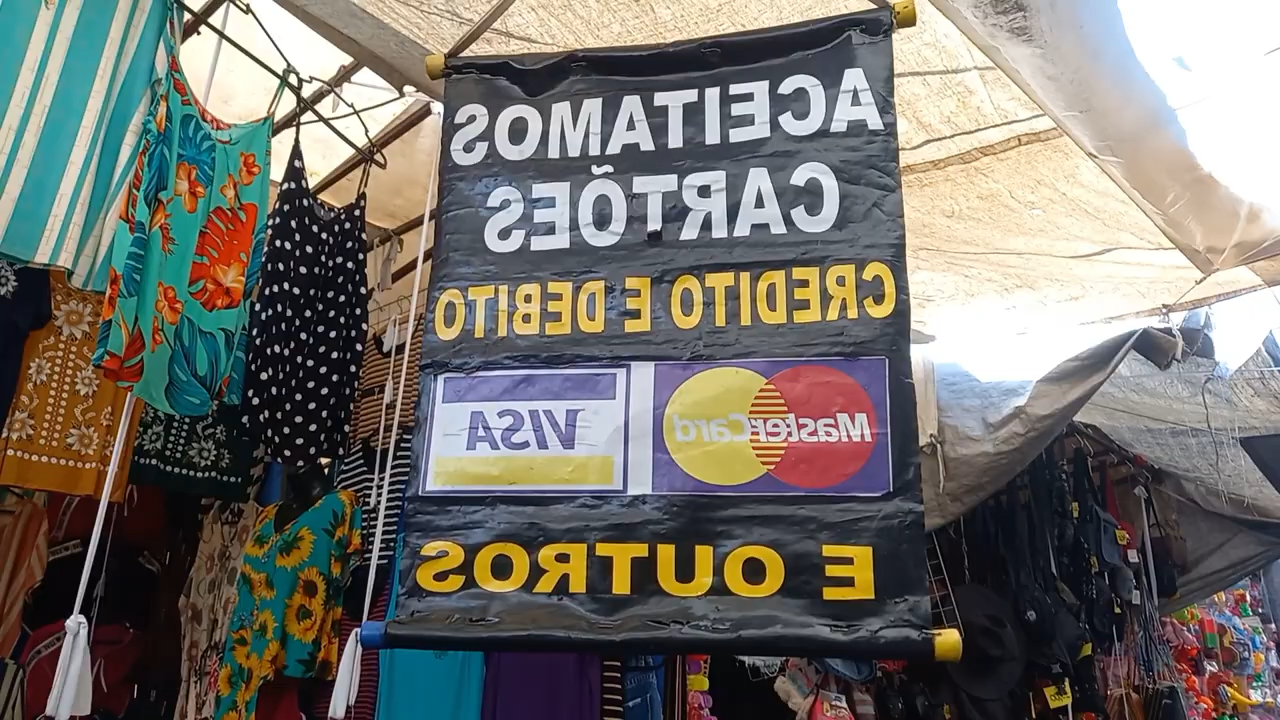 ACEITAMOS
CARTÕES
CREDITO E DEBITO
MasterCard VISA
E OUTROS